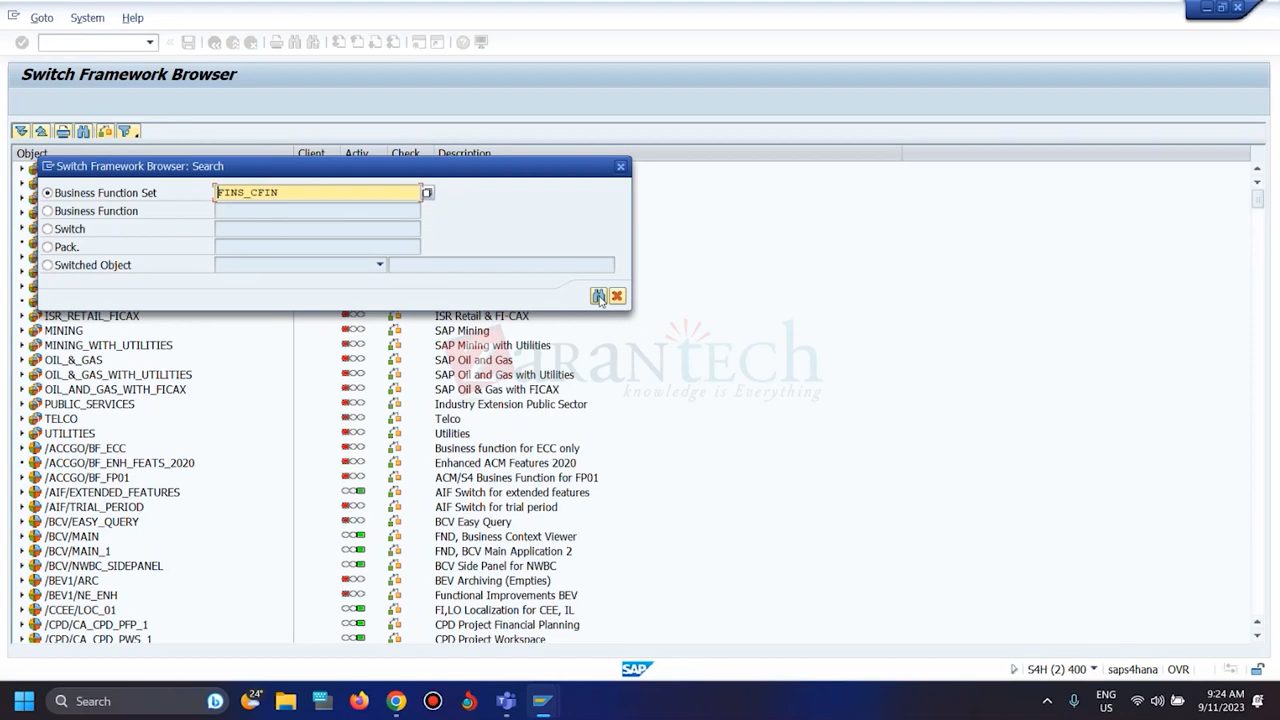 Goto System Help
Switch Framework Browser
Object Client Activ Check Description
Switch Framework Browser: Search
Business Function Set FINS_CFIN
Business Function
Switch
Pack.
Switched Object
ISR_RETAIL_FICAX ISR Retail & FI-CAX
MINING SAP Mining
MINING_WITH_UTILITIES SAP Mining with Utilities
OIL_&_GAS SAP Oil and Gas
OIL_&_GAS_WITH_UTILITIES SAP Oil and Gas with Utilities
OIL_AND_GAS_WITH_FICAX SAP Oil & Gas with FICAX
PUBLIC_SERVICES Industry Extension Public Sector
TELCO Telco
UTILITIES Utilities
/ACCGO/BF_ECC Business function for ECC only
/ACCGO/BF_ENH_FEATS_2020 Enhanced ACM Features 2020
/ACCGO/BF_FP01 ACM/S4 Busines Function for FP01
/AIF/EXTENDED_FEATURES AIF Switch for extended features
/AIF/TRIAL_PERIOD AIF Switch for trial period
/BCV/EASY_QUERY BCV Easy Query
/BCV/MAIN FND, Business Context Viewer
/BCV/MAIN_1 FND, BCV Main Application 2
/BCV/NWBC_SIDEPANEL BCV Side Panel for NWBC
/BEV1/ARC BEV Archiving (Empties)
/BEV1/NE_ENH Functional Improvements BEV
/CCEE/LOC_01 FI,LO Localization for CEE, IL
/CPD/CA_CPD_PFP_1 CPD Project Financial Planning
/CPD/CA_CPD_PWS_1 CPD Project Workspace
ZaRANtech
knowledge is Everything
SAP S4H (2) 400 saps4hana OVR
Search 24° ENG US 9:24 AM 9/11/2023